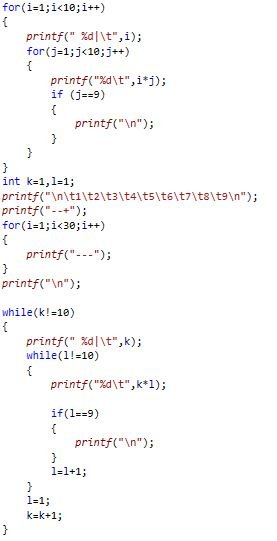 for(i=1;i<10;i++)
{
printf(" %d|\t",i);
for(j=1;j<10;j++)
{
printf("%d\t",i*j);
if (j==9)
{
printf("\n");
}
}
}
int k=1,l=1;
printf("\n\t1\t2\t3\t4\t5\t6\t7\t8\t9\n");
printf("--+");
for(i=1;i<30;i++)
{
printf("---");
}
printf("\n");
while(k!=10)
{
printf(" %d|\t",k);
while(l!=10)
{
printf("%d\t",k*l);
if(l==9)
{
printf("\n");
}
l=l+1;
}
l=1;
k=k+1;
}